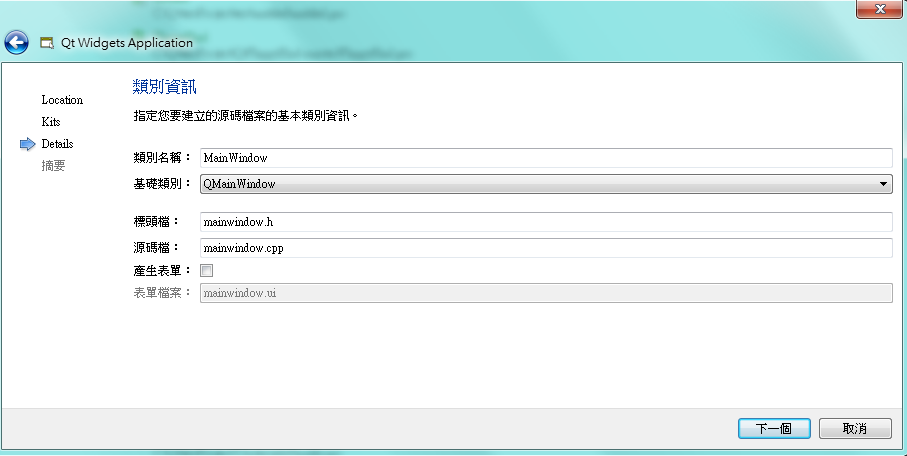 Qt Widgets Application
Location
Kits
Details
摘要
類別資訊
指定您要建立的源碼檔案的基本類別資訊。
類別名稱： MainWindow
基礎類別： QMainWindow
標頭檔： mainwindow.h
源碼檔： mainwindow.cpp
產生表單：
表單檔案： mainwindow.ui
下一個 取消